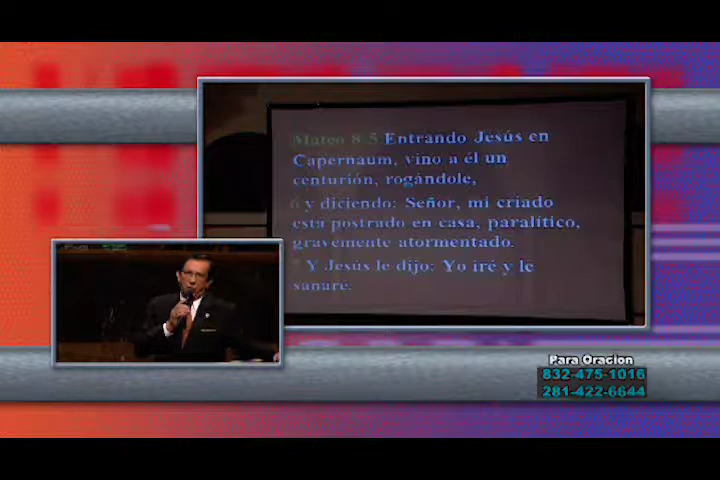 Mateo 8:5 Entrando Jesús en
Capernaum, vino a él un
centurión, rogándole,
6 y diciendo: Señor, mi criado
está postrado en casa, paralítico,
gravemente atormentado.
Y Jesús le dijo: Yo iré y le
sanaré.
Para Oracion
832-475-1016
281-422-6644